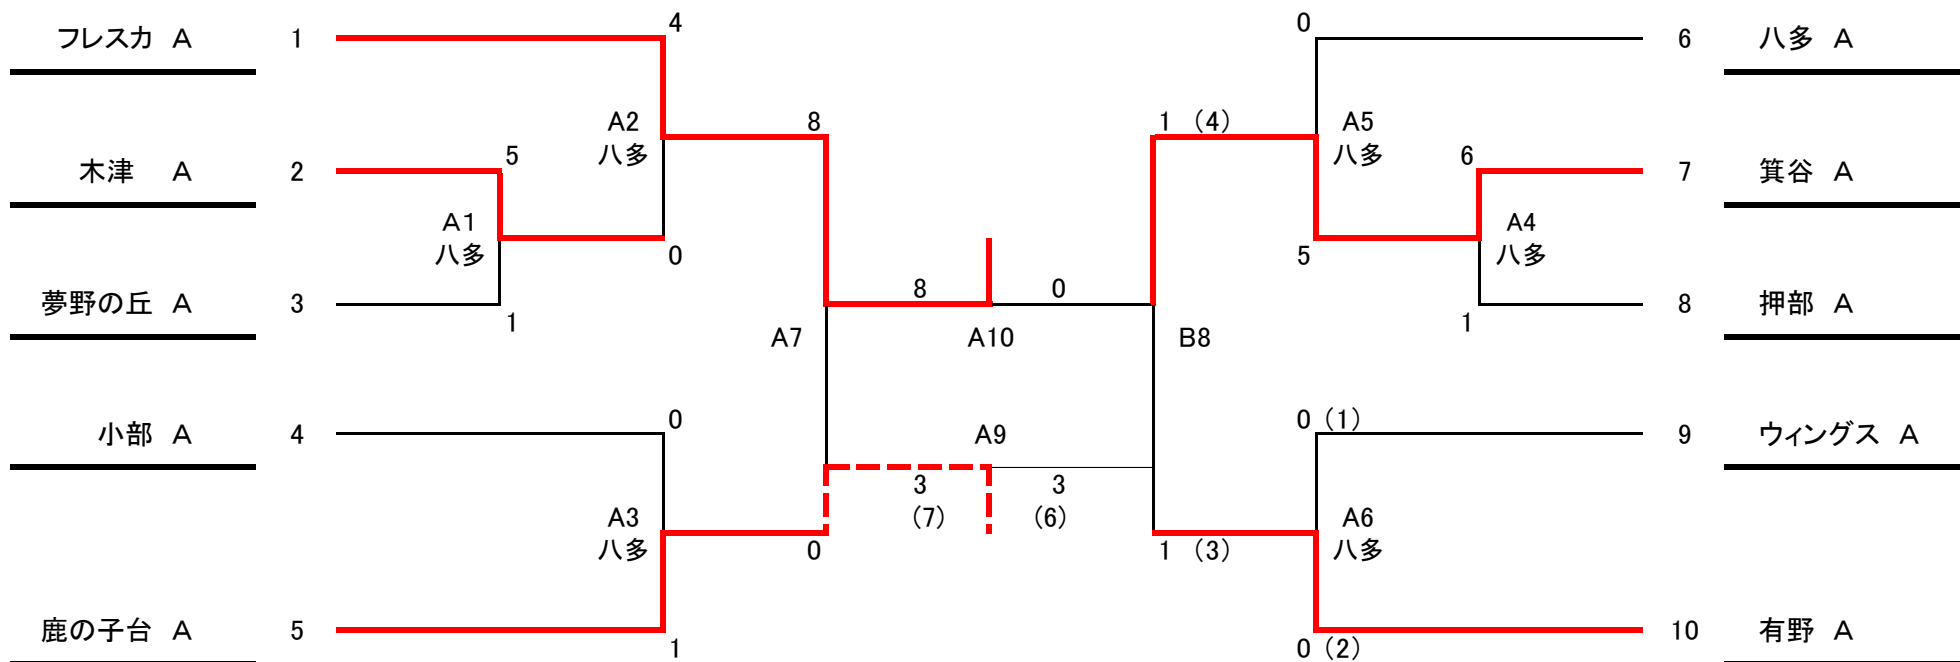 4 0
フレスカ A 1 6 八多 A
A2 8 1 (4) A5
八多 八多
木津 A 2 5 6 7 箕谷 A
A1 A4
八多 0 5 八多
8 0
夢野の丘 A 3 1 1 8 押部 A
A7 A10 B8
0 0 (1)
小部 A 4 A9 9 ウィングス A
3 3
A3 (7) (6) A6
八多 0 1 (3) 八多
鹿の子台 A 5 1 0 (2) 10 有野 A